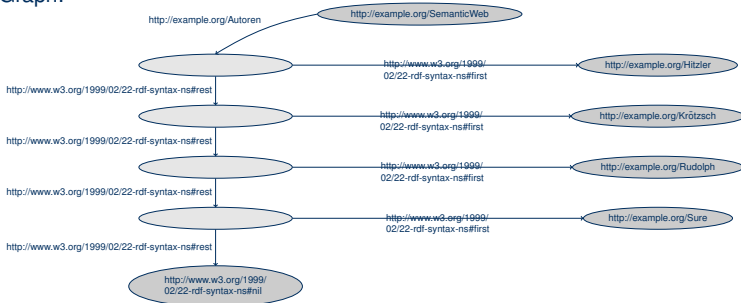 Graph:
http://example.org/SemanticWeb
http://example.org/Autoren
http://www.w3.org/1999/
02/22-rdf-syntax-ns#first
http://example.org/Hitzler
http://www.w3.org/1999/02/22-rdf-syntax-ns#rest
http://www.w3.org/1999/
02/22-rdf-syntax-ns#first
http://example.org/Krötzsch
http://www.w3.org/1999/02/22-rdf-syntax-ns#rest
http://www.w3.org/1999/
02/22-rdf-syntax-ns#first
http://example.org/Rudolph
http://www.w3.org/1999/02/22-rdf-syntax-ns#rest
http://www.w3.org/1999/
02/22-rdf-syntax-ns#first
http://example.org/Sure
http://www.w3.org/1999/02/22-rdf-syntax-ns#rest
http://www.w3.org/1999/
02/22-rdf-syntax-ns#nil